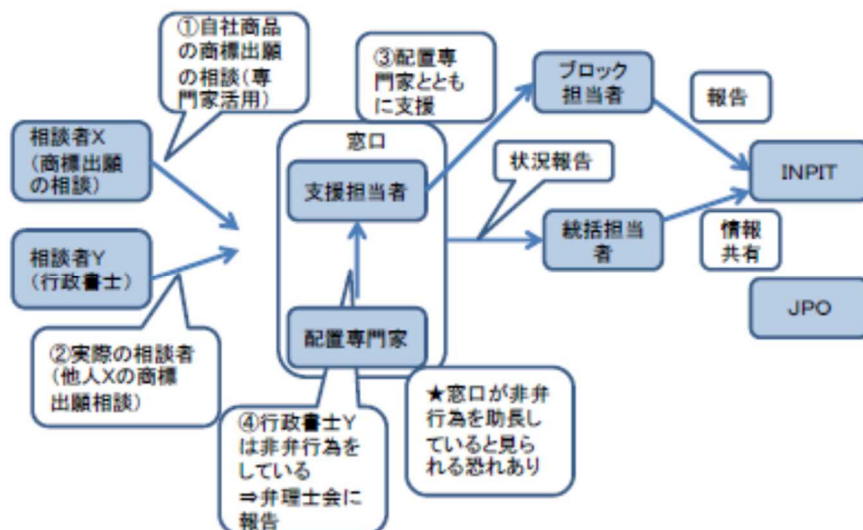 ①自社商品
の商標出願
の相談(専
門家活用)
③配置専
門家ととも
に支援
ブロック
担当者
報告
相談者X
(商標出願
の相談)
窓口
支援担当者
状況報告
INPIT
相談者Y
(行政書士)
統括担当
者
情報
共有
配置専門家
JPO
②実際の相談者
(他人Xの商標
出願相談)
④行政書士Y
は非弁行為を
している
⇒弁理士会に
報告
★窓口が非弁
行為を助長し
ていると見ら
れる恐れあり